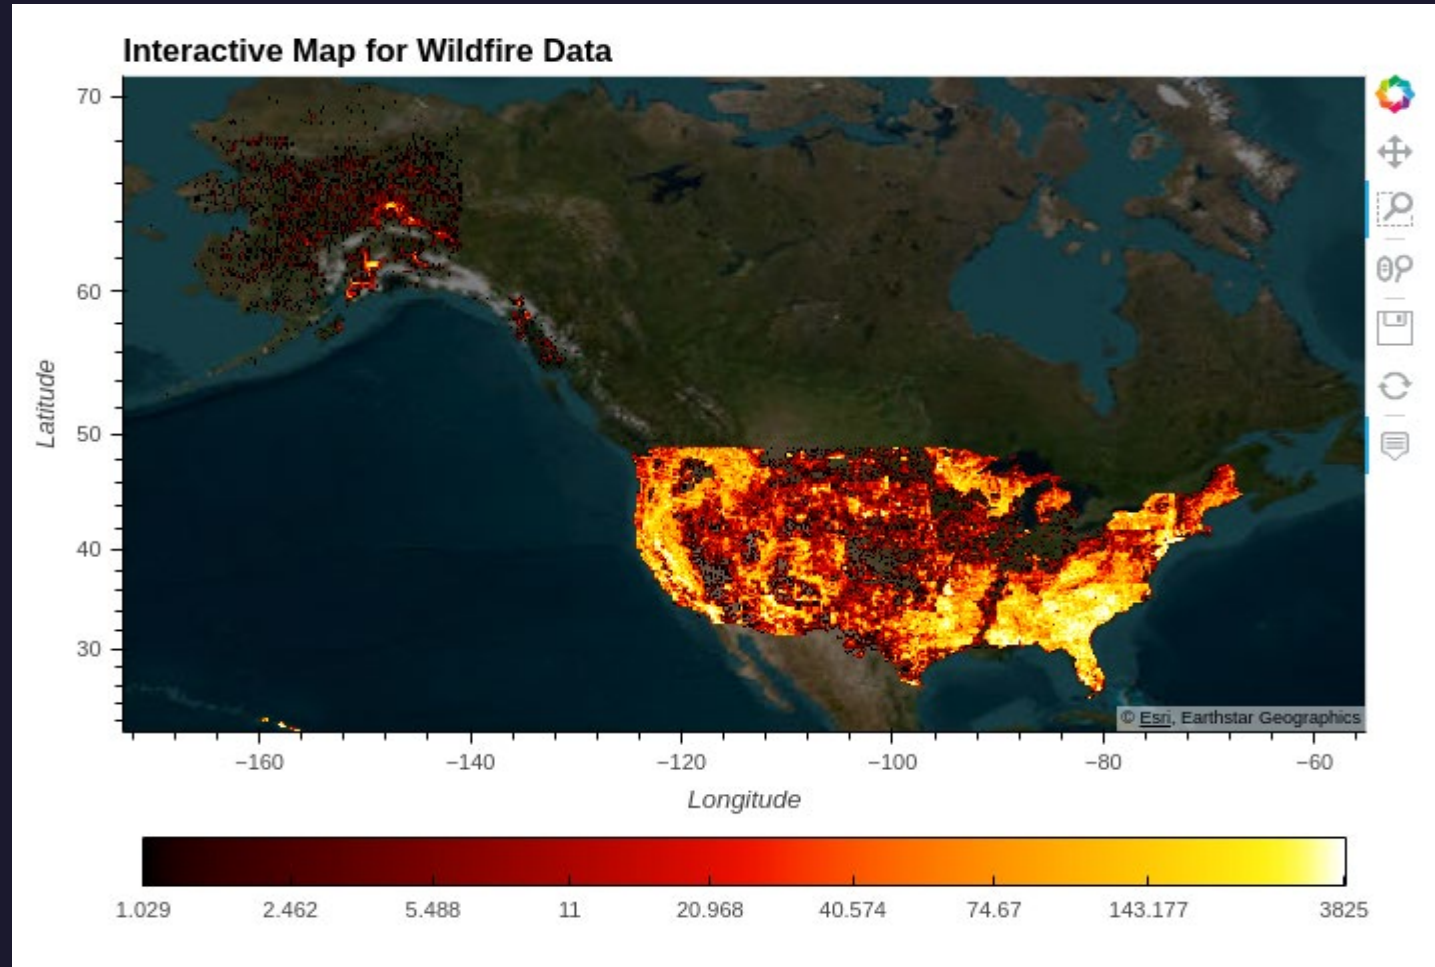 Interactive Map for Wildfire Data
70
60
50
40
30
Latitude
© Esri, Earthstar Geographics
−160 −140 −120 −100 −80 −60
Longitude
1.029 2.462 5.488 11 20.968 40.574 74.67 143.177 3825